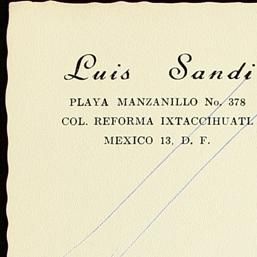 Luis Sandi
PLAYA MANZANILLO No. 378
COL. REFORMA IXTACCIHUATL
MEXICO 13, D. F.